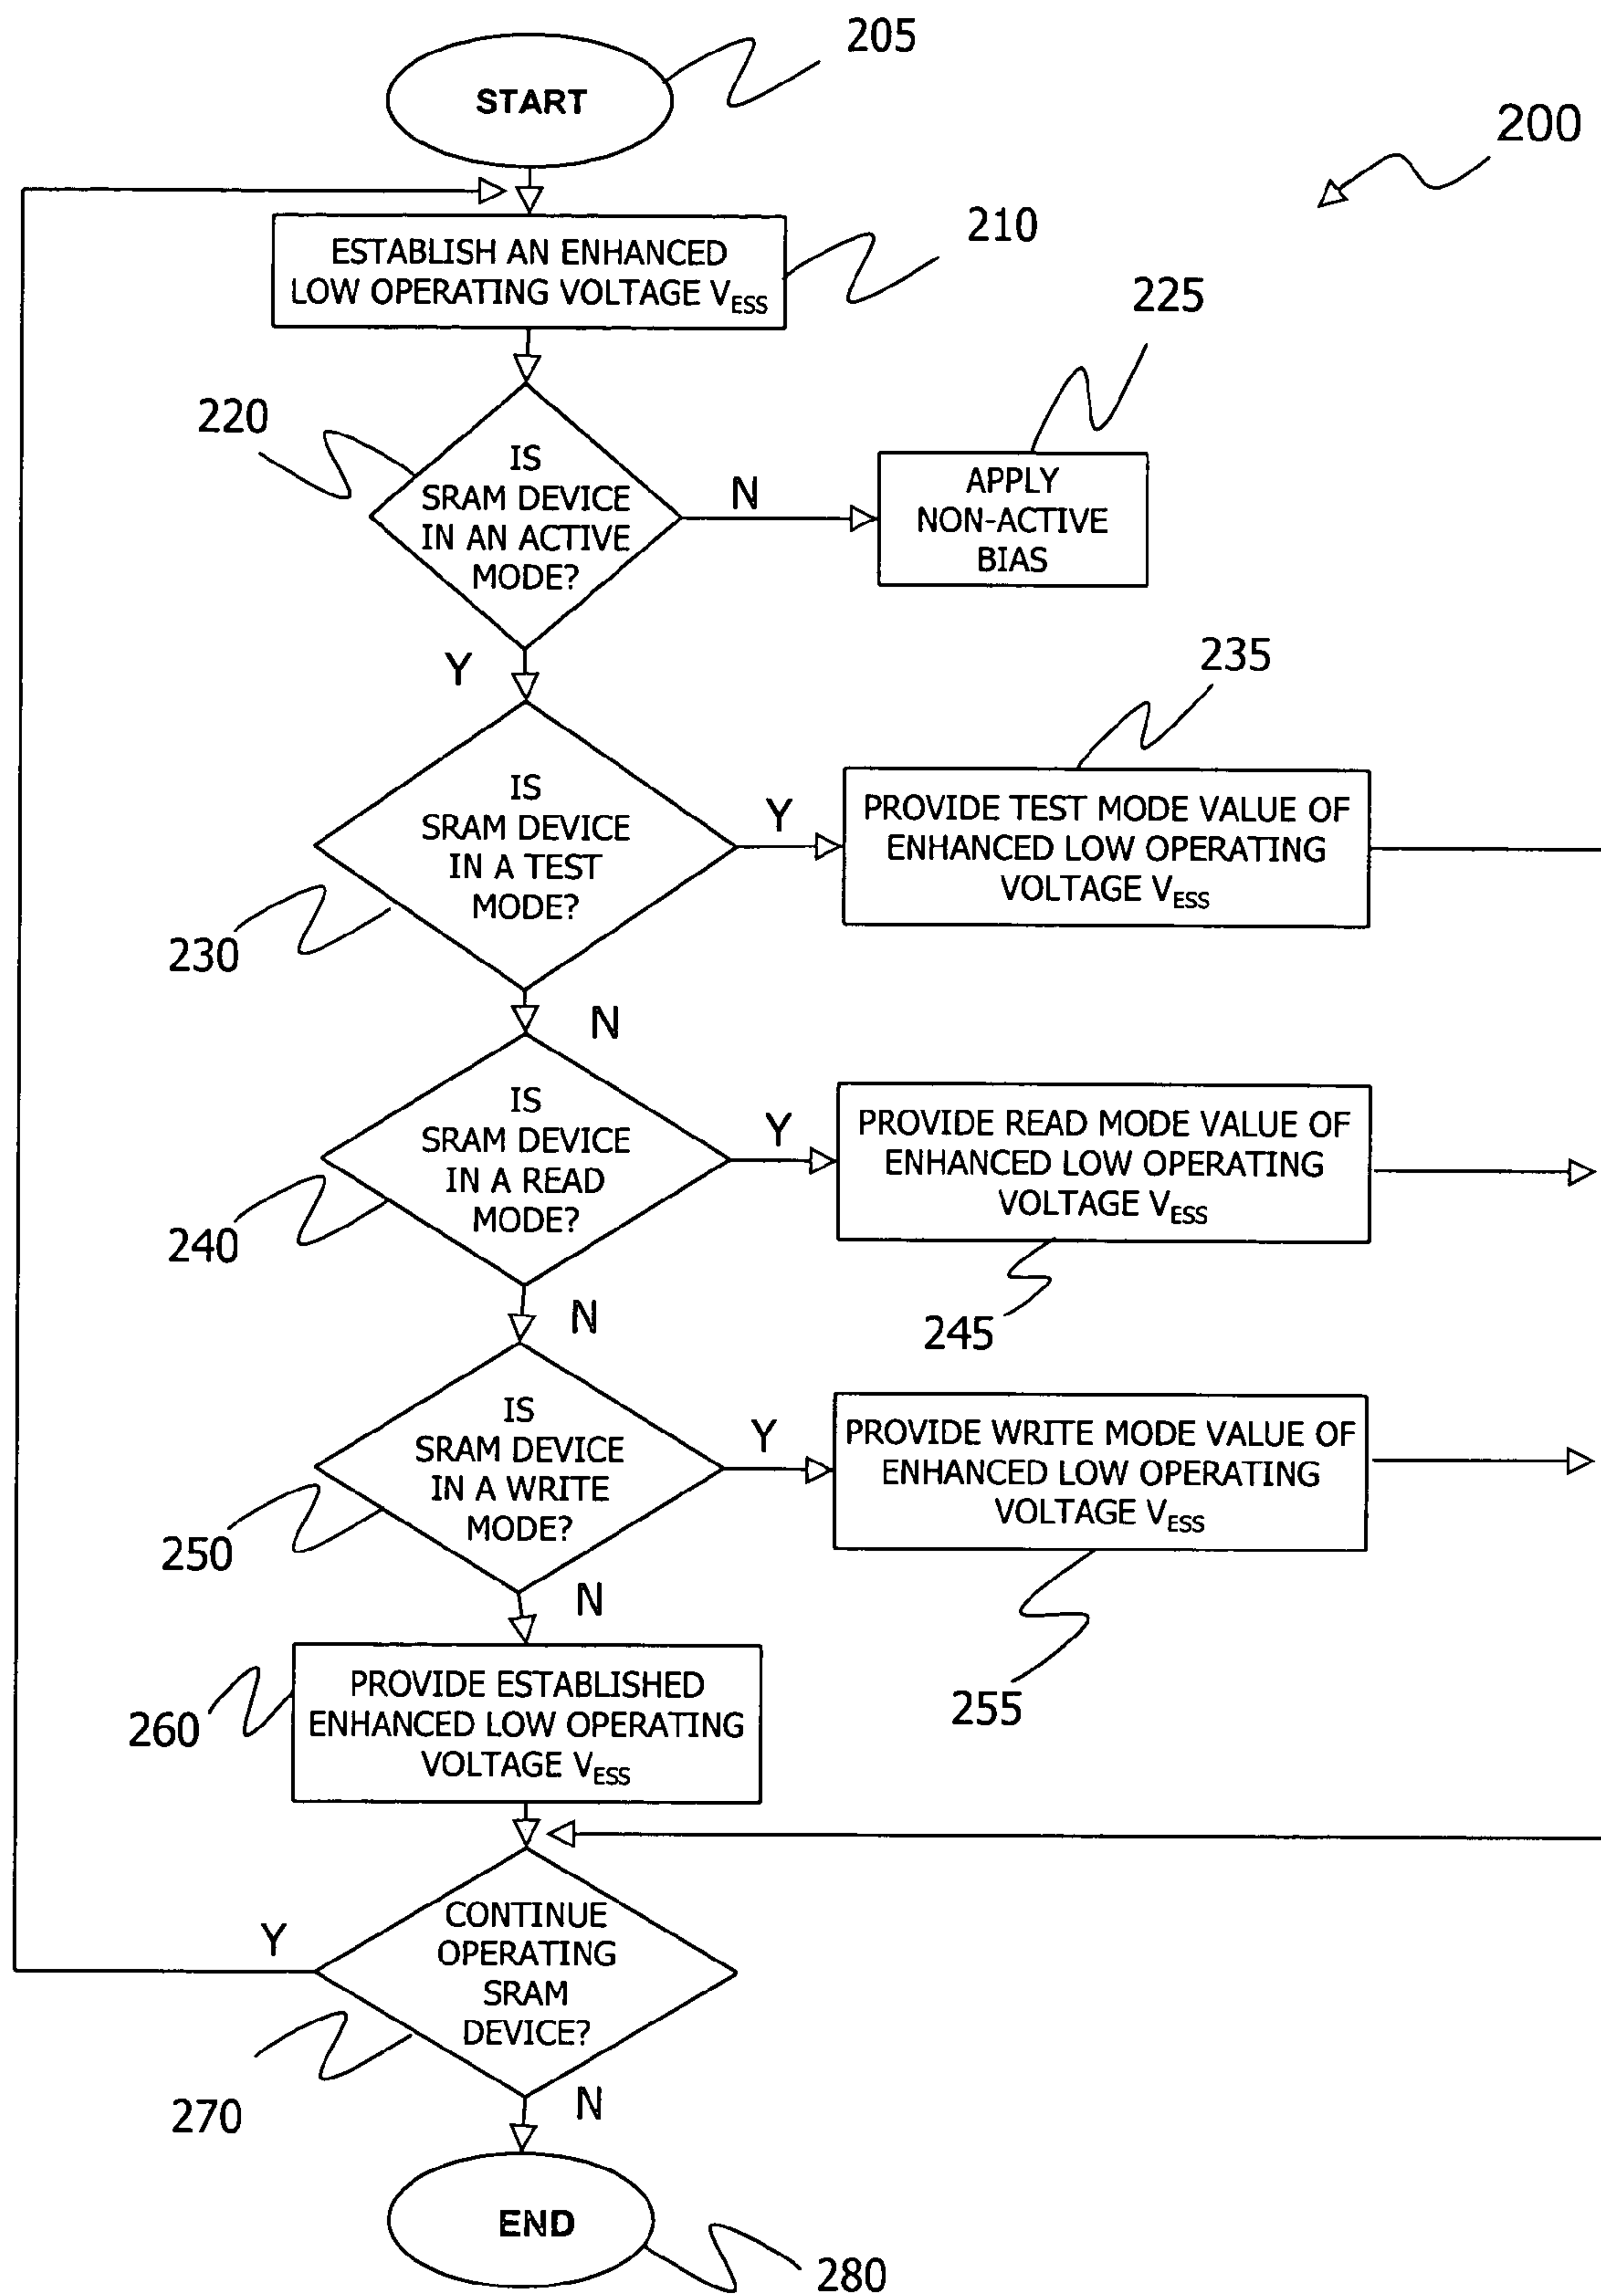 205
START
200
210
ESTABLISH AN ENHANCED
LOW OPERATING VOLTAGE VESS
225
220
IS
SRAM DEVICE
IN AN ACTIVE
MODE?
N
APPLY
NON-ACTIVE
BIAS
Y
235
IS
SRAM DEVICE
IN A TEST
MODE?
Y
PROVIDE TEST MODE VALUE OF
ENHANCED LOW OPERATING
VOLTAGE VESS
230
N
IS
SRAM DEVICE
IN A READ
MODE?
Y
PROVIDE READ MODE VALUE OF
ENHANCED LOW OPERATING
VOLTAGE VESS
240
N
245
IS
SRAM DEVICE
IN A WRITE
MODE?
Y
PROVIDE WRITE MODE VALUE OF
ENHANCED LOW OPERATING
VOLTAGE VESS
250
N
255
260
PROVIDE ESTABLISHED
ENHANCED LOW OPERATING
VOLTAGE VESS
Y
CONTINUE
OPERATING
SRAM
DEVICE?
270
N
END
280